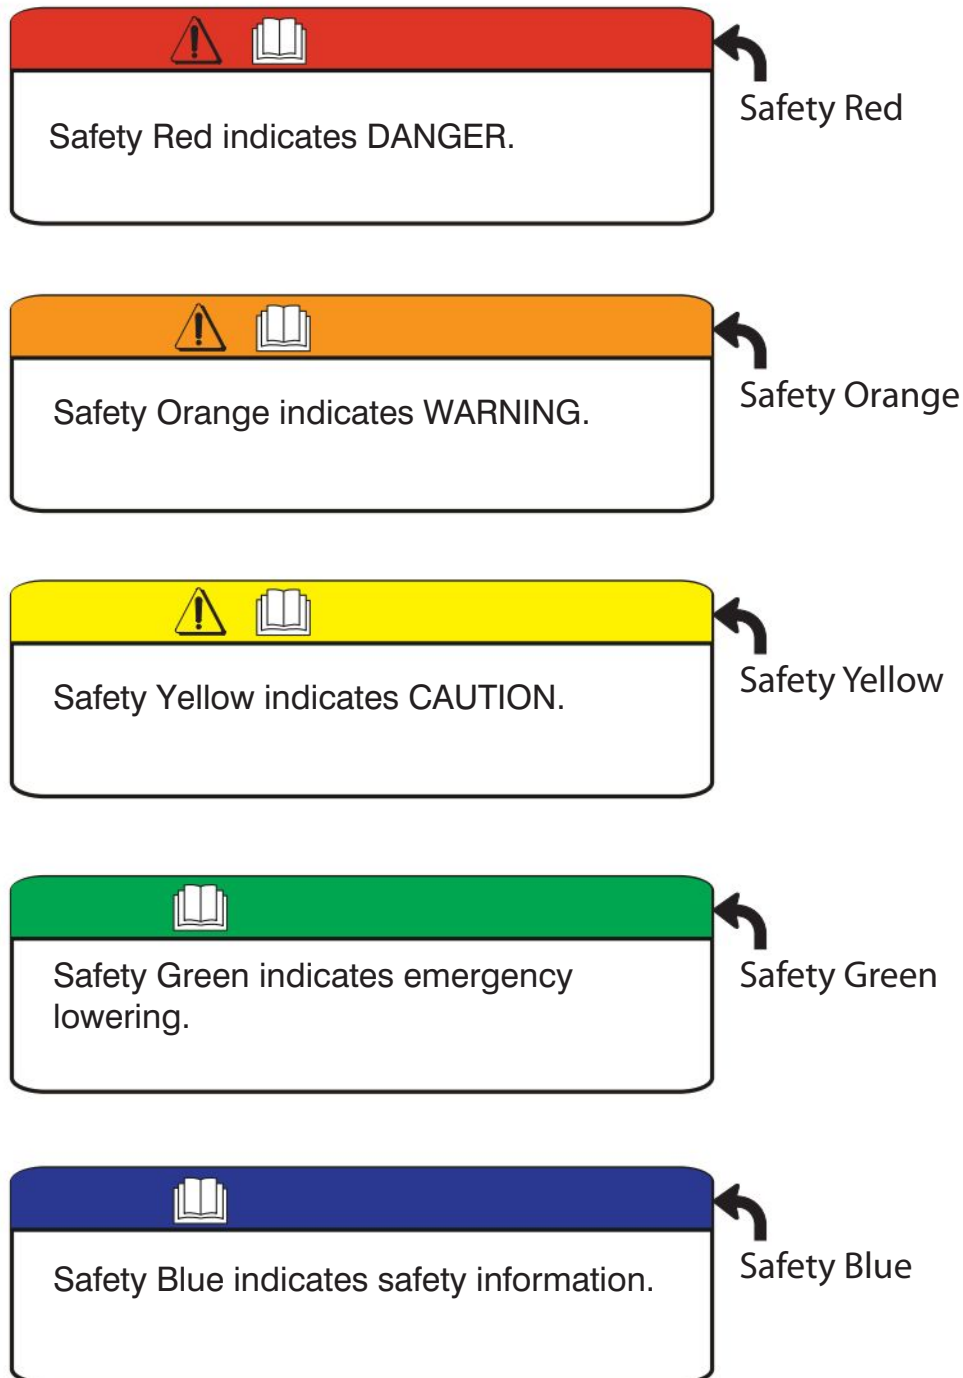 Safety Red
Safety Red indicates DANGER.
Safety Orange
Safety Orange indicates WARNING.
Safety Yellow
Safety Yellow indicates CAUTION.
Safety Green indicates emergency
lowering.
Safety Green
Safety Blue indicates safety information.
Safety Blue